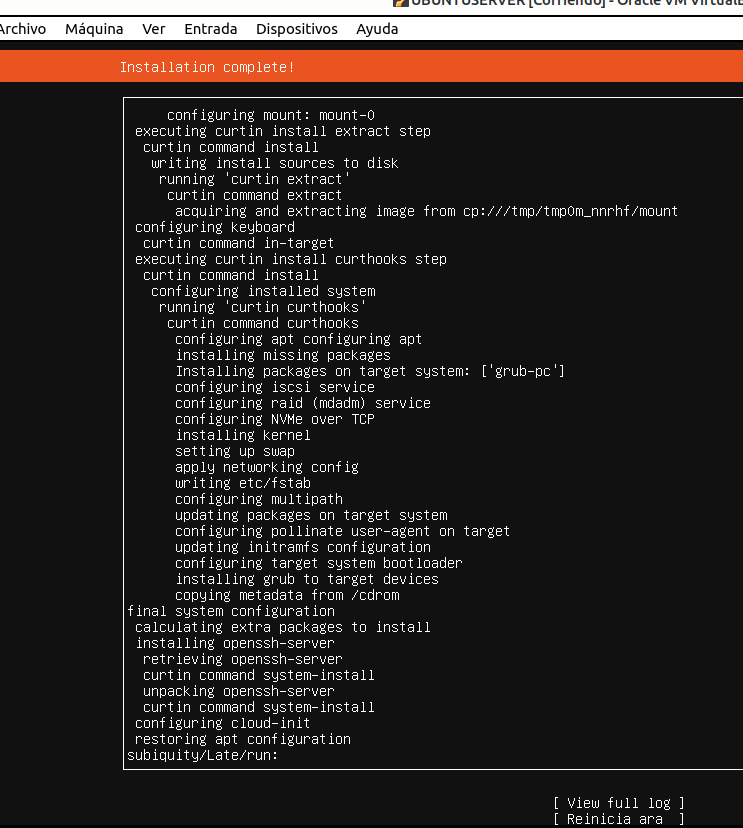 UBUNTUSERVER [Corriendo] - Oracle VM
Archivo Máquina Ver Entrada Dispositivos Ayuda
Installation complete!
configuring mount: mount-0
executing curtin install extract step
curtin command install
writing install sources to disk
running 'curtin extract'
curtin command extract
acquiring and extracting image from cp:///tmp/tmp0m_nnrhf/mount
configuring keyboard
curtin command in-target
executing curtin install curthooks step
curtin command install
configuring installed system
running 'curtin curthooks'
curtin command curthooks
configuring apt configuring apt
installing missing packages
Installing packages on target system: ['grub-pc']
configuring iscsi service
configuring raid (mdadm) service
configuring NVMe over TCP
installing kernel
setting up swap
apply networking config
writing etc/fstab
configuring multipath
updating packages on target system
configuring pollinate user-agent on target
updating initramfs configuration
configuring target system bootloader
installing grub to target devices
copying metadata from /cdrom
final system configuration
calculating extra packages to install
installing openssh-server
retrieving openssh-server
curtin command system-install
unpacking openssh-server
curtin command system-install
configuring cloud-init
restoring apt configuration
subiquity/Late/run:
[ View full log ]
[ Reinicia ara ]